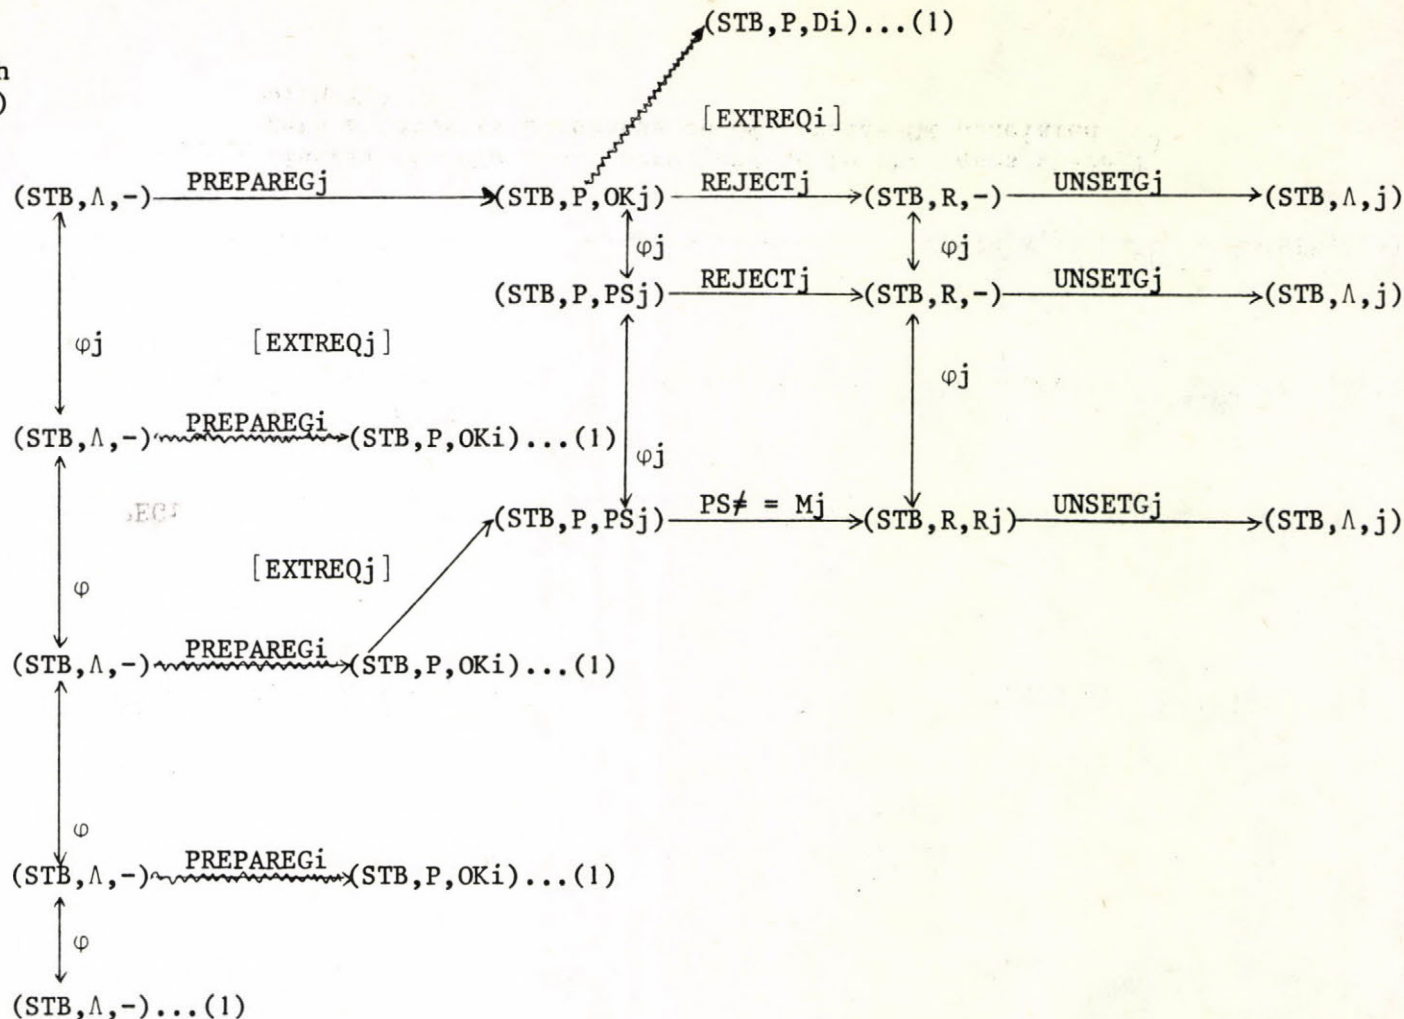 (STB,P,Di)...(1)
n
)
[EXTREQi]
(STB,Λ,-) PREPAREGj (STB,P,OKj) REJECTj (STB,R,-) UNSETGj (STB,Λ,j)
φj φj
(STB,P,PSj) REJECTj (STB,R,-) UNSETGj (STB,Λ,j)
φj [EXTREQj] φj
(STB,Λ,-) PREPAREGi (STB,P,OKi)...(1)
φj
(STB,P,PSj) PS≠ = Mj (STB,R,Rj) UNSETGj (STB,Λ,j)
φ [EXTREQj]
(STB,Λ,-) PREPAREGi (STB,P,OKi)...(1)
φ
(STB,Λ,-) PREPAREGi (STB,P,OKi)...(1)
φ
(STB,Λ,-)...(1)